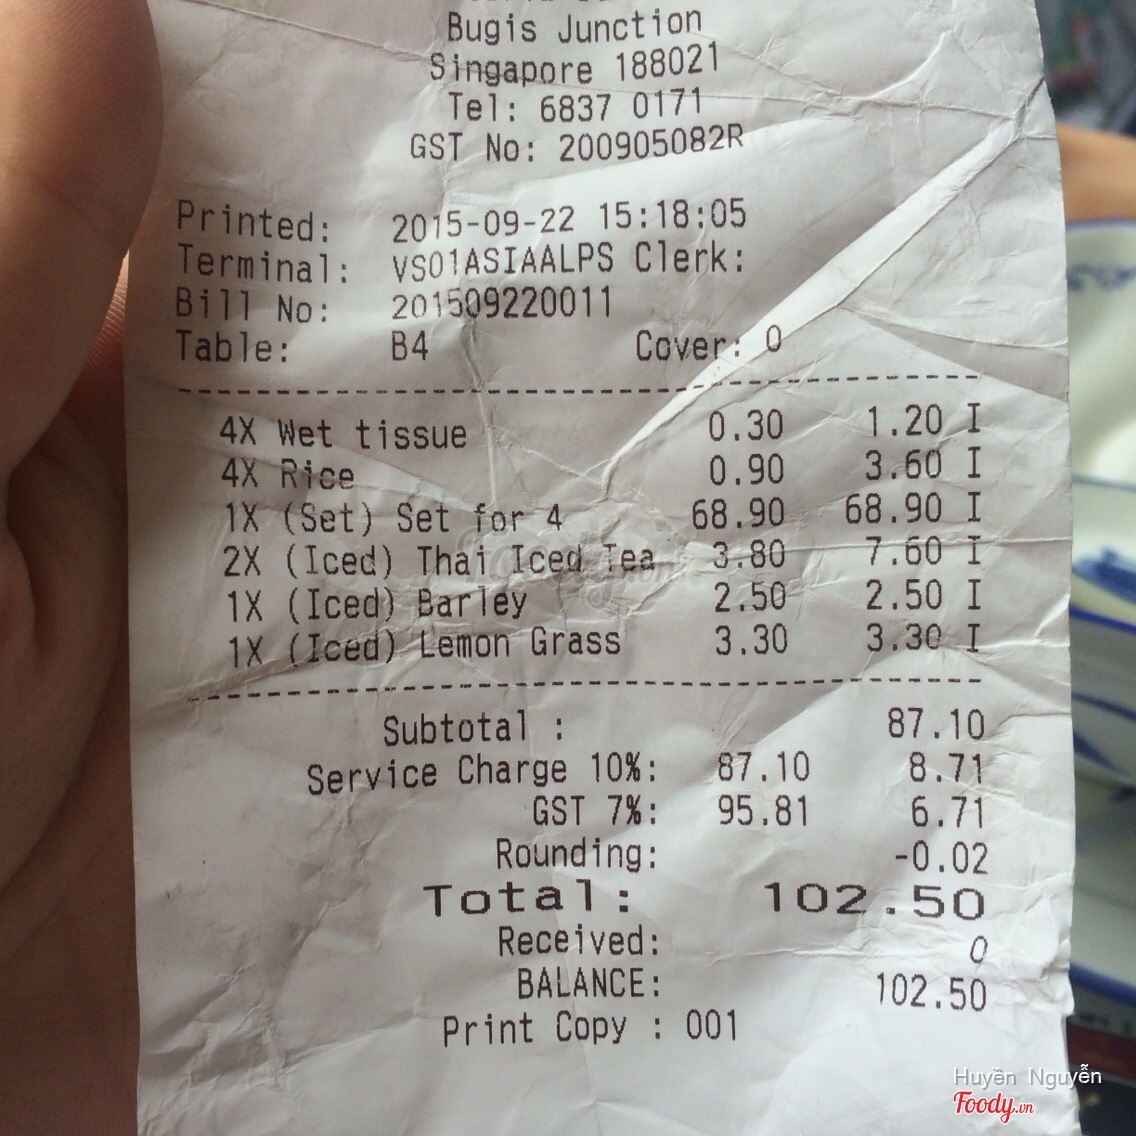 Bugis Junction
Singapore 188021
Tel: 6837 0171
GST No: 200905082R
Printed: 2015-09-22 15:18:05
Terminal: VS01ASIAALPS Clerk:
Bill No: 201509220011
Table: B4 Cover: 0
4X Wet tissue 0.30 1.20 I
4X Rice 0.90 3.60 I
1X (Set) Set for 4 68.90 68.90 I
2X (Iced) Thai Iced Tea 3.80 7.60 I
1X (Iced) Barley 2.50 2.50 I
1X (Iced) Lemon Grass 3.30 3.30 I
Subtotal : 87.10
Service Charge 10%: 87.10 8.71
GST 7%: 95.81 6.71
Rounding: -0.02
Total: 102.50
Received: 0
BALANCE: 102.50
Print Copy : 001
Huyền Nguyễn
Foody.vn